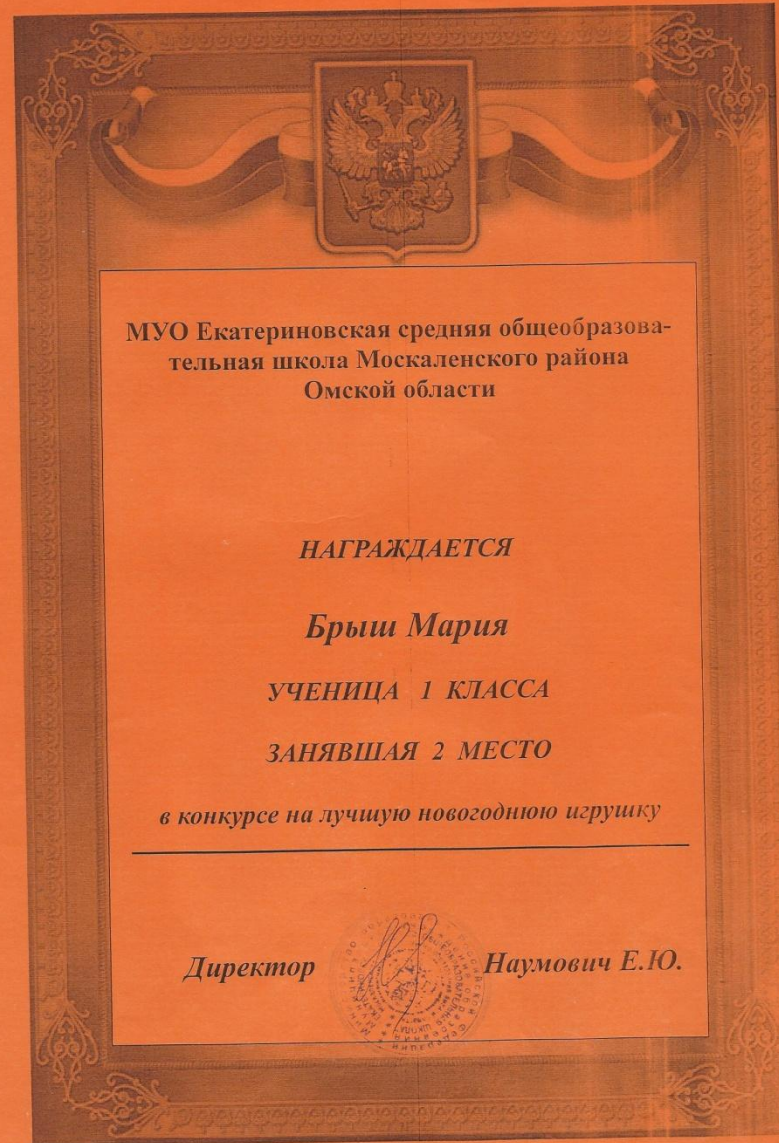 МУО Екатериновская средняя общеобразова-
тельная школа Москаленского района
Омской области
НАГРАЖДАЕТСЯ
Брыш Мария
УЧЕНИЦА 1 КЛАССА
ЗАНЯВШАЯ 2 МЕСТО
в конкурсе на лучшую новогоднюю игрушку
Директор Наумович Е.Ю.